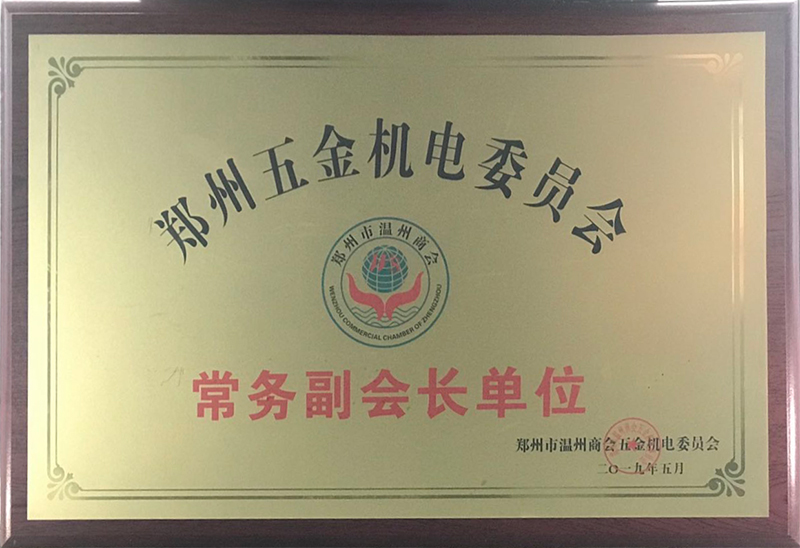 郑州五金机电委员会
郑州市温州商会
WENZHOU COMMERCIAL CHAMBER OF ZHENGZHOU
常务副会长单位
郑州市温州商会五金机电委员会
二〇一九年五月